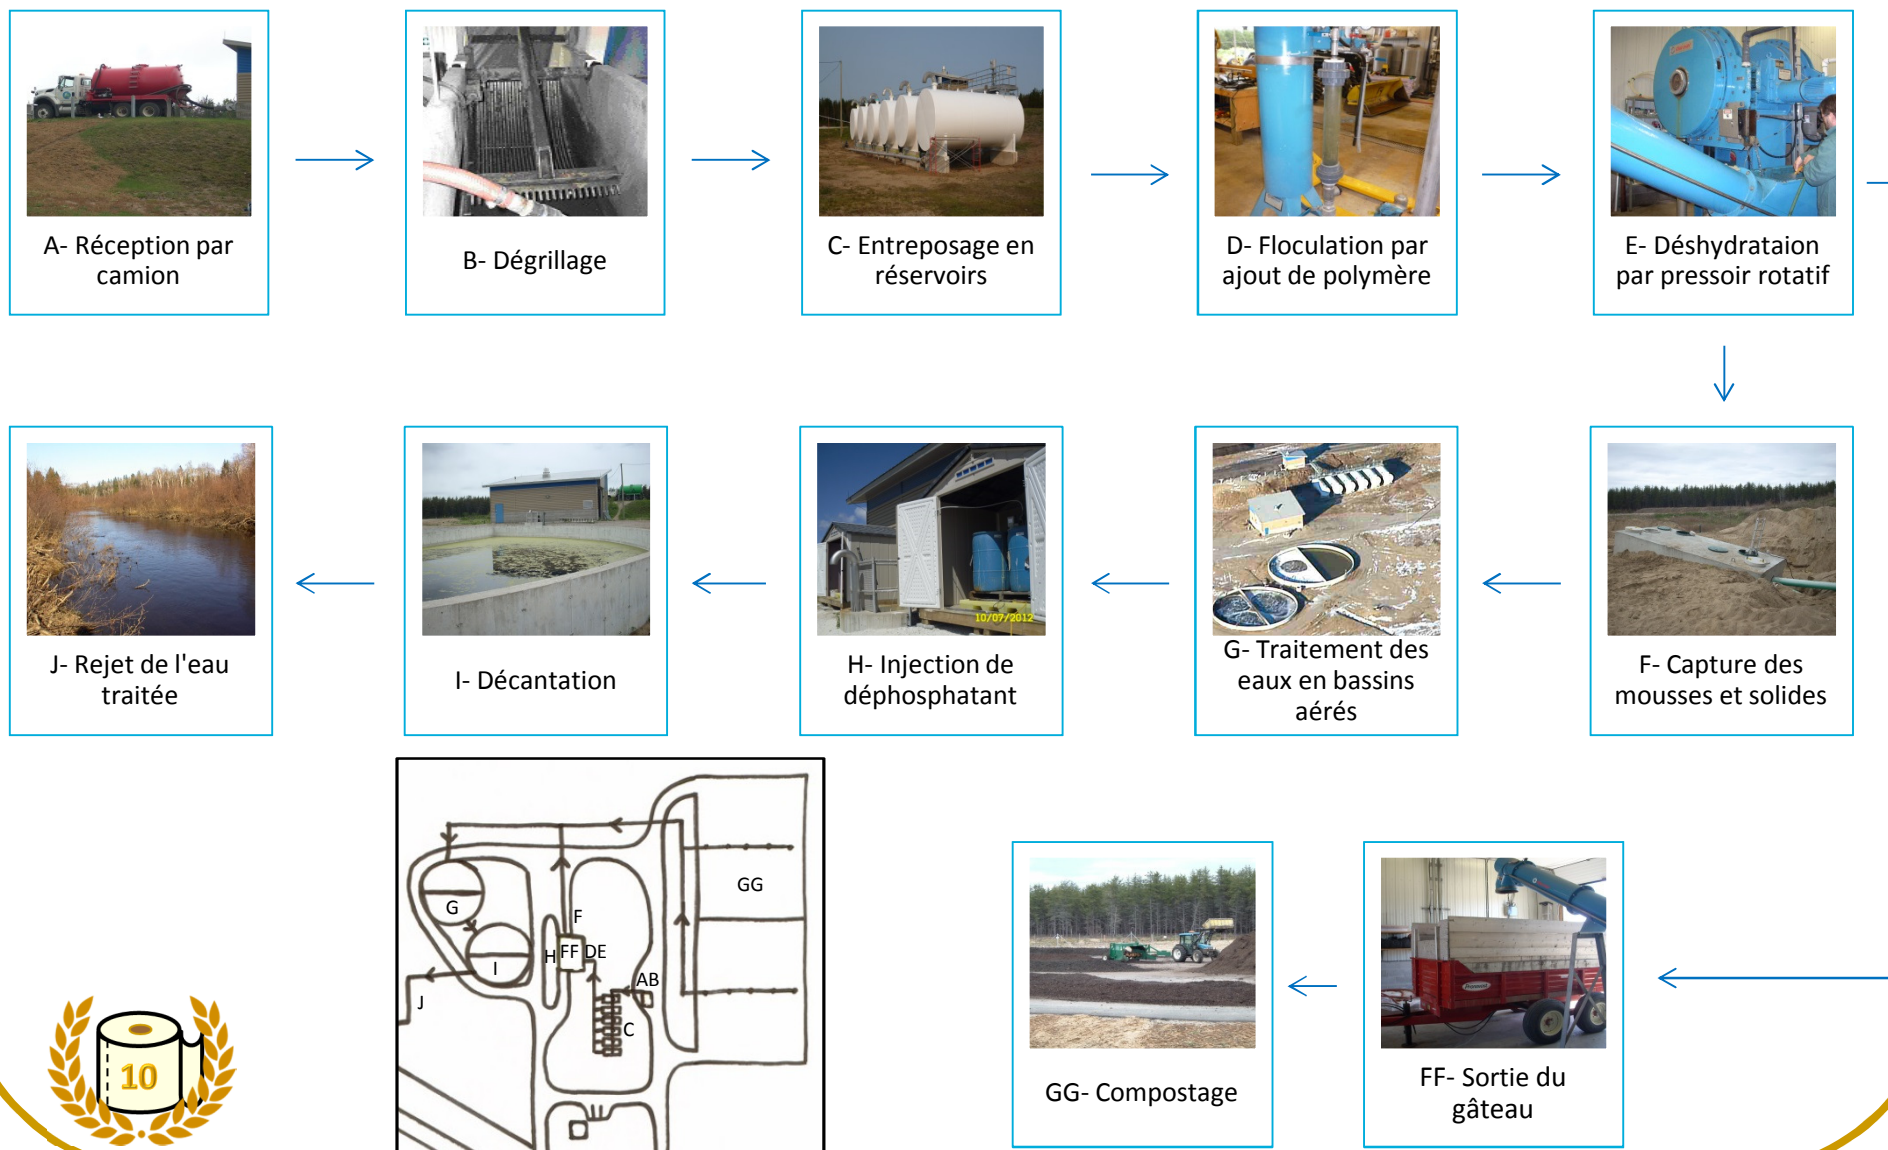 A- Réception par
camion
B- Dégrillage
C- Entreposage en
réservoirs
D- Floculation par
ajout de polymère
E- Déshydrataion
par pressoir rotatif
J- Rejet de l'eau
traitée
I- Décantation
10/07/2012
H- Injection de
déphosphatant
G- Traitement des
eaux en bassins
aérés
F- Capture des
mousses et solides
GG
G
F
H
FF
DE
I
AB
J
C
10
GG- Compostage
FF- Sortie du
gâteau